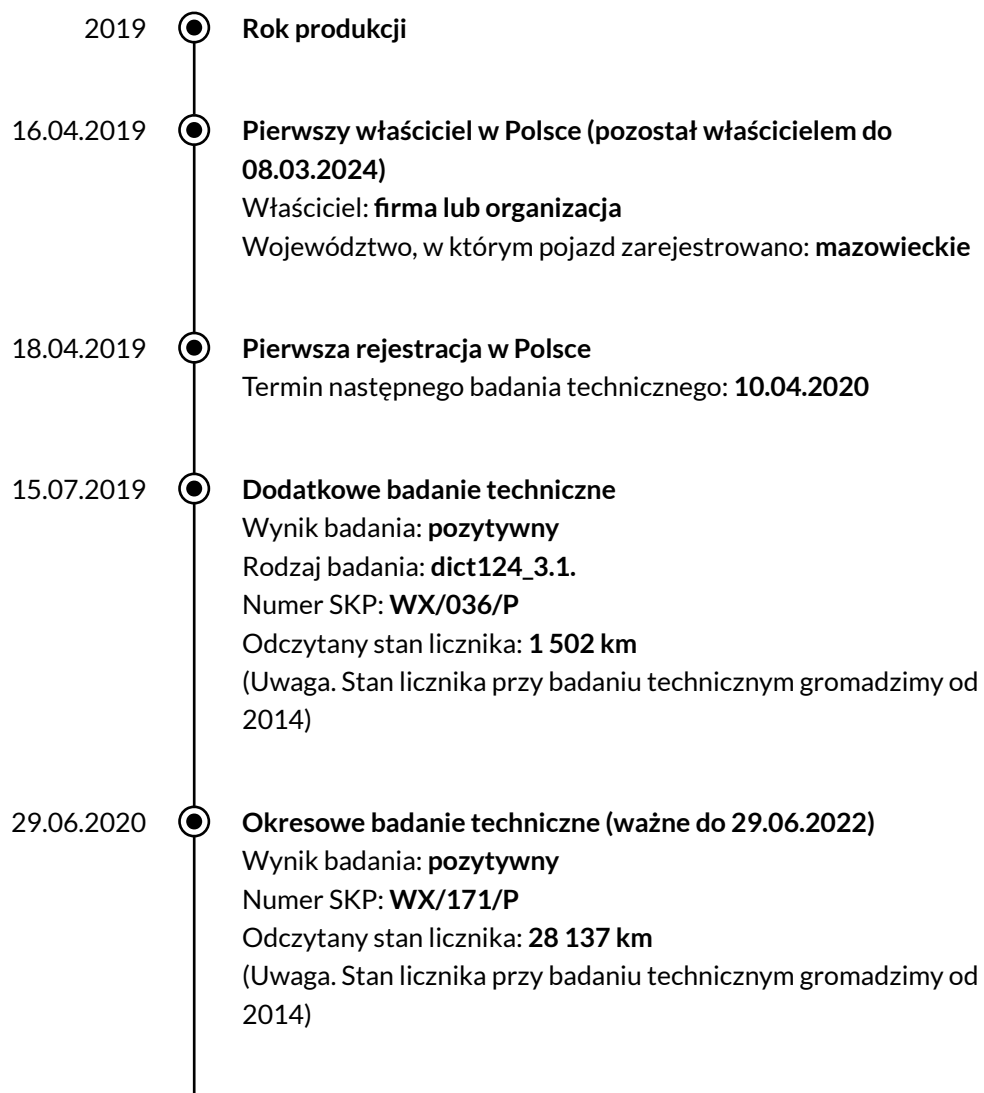 2019 Rok produkcji
16.04.2019 Pierwszy właściciel w Polsce (pozostał właścicielem do
08.03.2024)
Właściciel: firma lub organizacja
Województwo, w którym pojazd zarejestrowano: mazowieckie
18.04.2019 Pierwsza rejestracja w Polsce
Termin następnego badania technicznego: 10.04.2020
15.07.2019 Dodatkowe badanie techniczne
Wynik badania: pozytywny
Rodzaj badania: dict124_3.1.
Numer SKP: WX/036/P
Odczytany stan licznika: 1 502 km
(Uwaga. Stan licznika przy badaniu technicznym gromadzimy od
2014)
29.06.2020 Okresowe badanie techniczne (ważne do 29.06.2022)
Wynik badania: pozytywny
Numer SKP: WX/171/P
Odczytany stan licznika: 28 137 km
(Uwaga. Stan licznika przy badaniu technicznym gromadzimy od
2014)